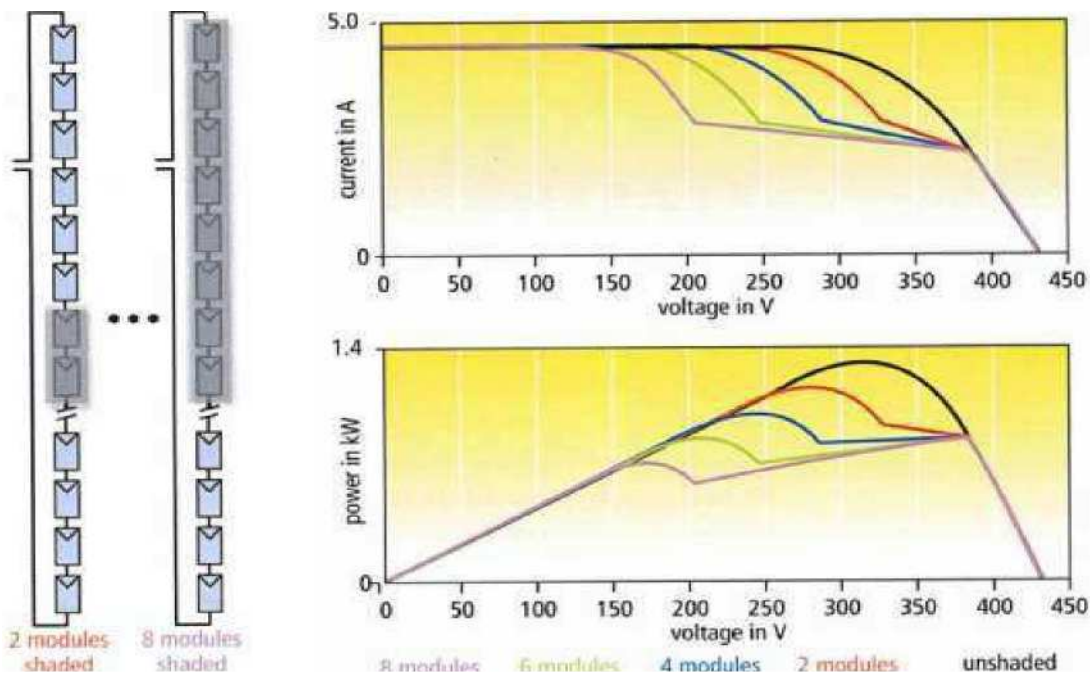 5.0
current in A
0
0 50 100 150 200 250 300 350 400 450
voltage in V
1.4
power in kW
0
0 50 100 150 200 250 300 350 400 450
voltage in V
2 modules
shaded
8 modules
shaded
8 modules 6 modules 4 modules 2 modules unshaded